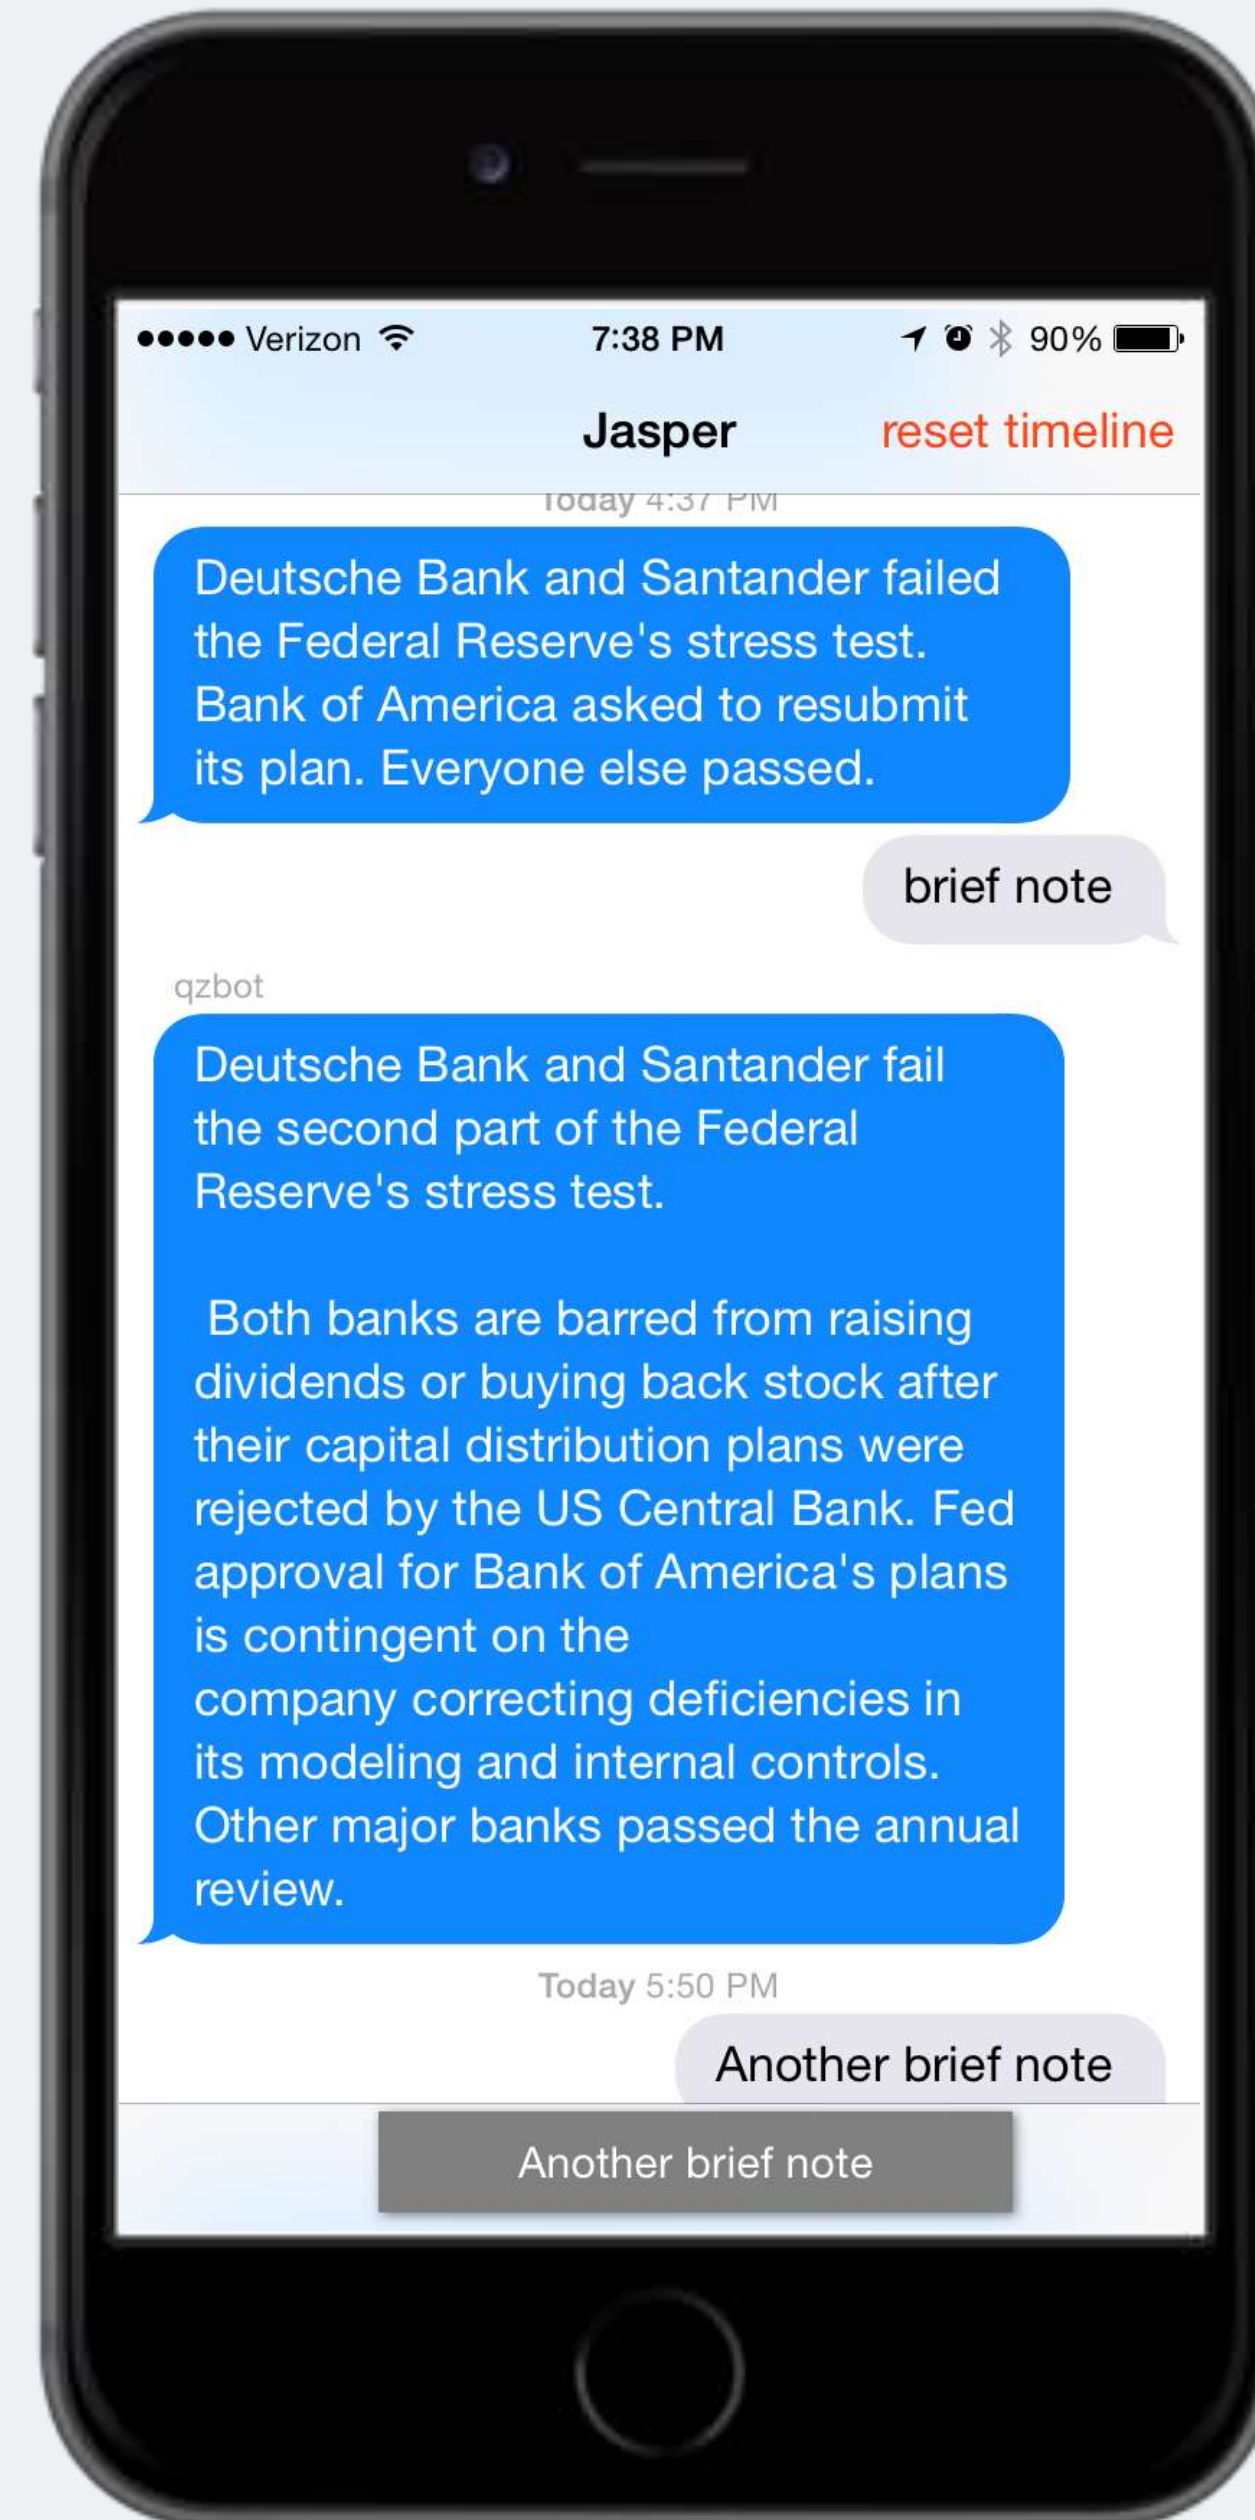 Verizon 7:38 PM 90%
Jasper reset timeline
Today 4:37 PM
Deutsche Bank and Santander failed
the Federal Reserve's stress test.
Bank of America asked to resubmit
its plan. Everyone else passed.
brief note
qzbot
Deutsche Bank and Santander fail
the second part of the Federal
Reserve's stress test.
Both banks are barred from raising
dividends or buying back stock after
their capital distribution plans were
rejected by the US Central Bank. Fed
approval for Bank of America's plans
is contingent on the
company correcting deficiencies in
its modeling and internal controls.
Other major banks passed the annual
review.
Today 5:50 PM
Another brief note
Another brief note